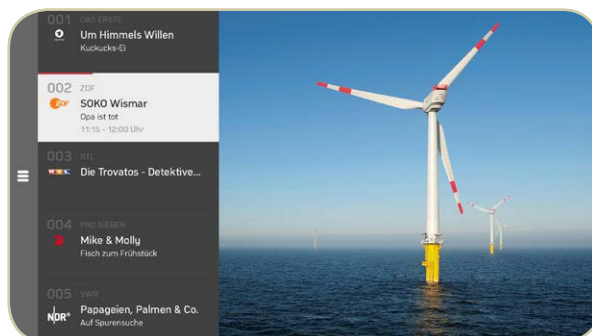 001 DAS ERSTE
Um Himmels Willen
Kuckucks-Ei
002 ZDF
ZDF
SOKO Wismar
Opa ist tot
11:15 - 12:00 Uhr
003 RTL
RTL
Die Trovatos - Detektive...
004 PRO SIEBEN
Mike & Molly
Fisch zum Frühstück
005 SWR
NDR
Papageien, Palmen & Co.
Auf Spurensuche